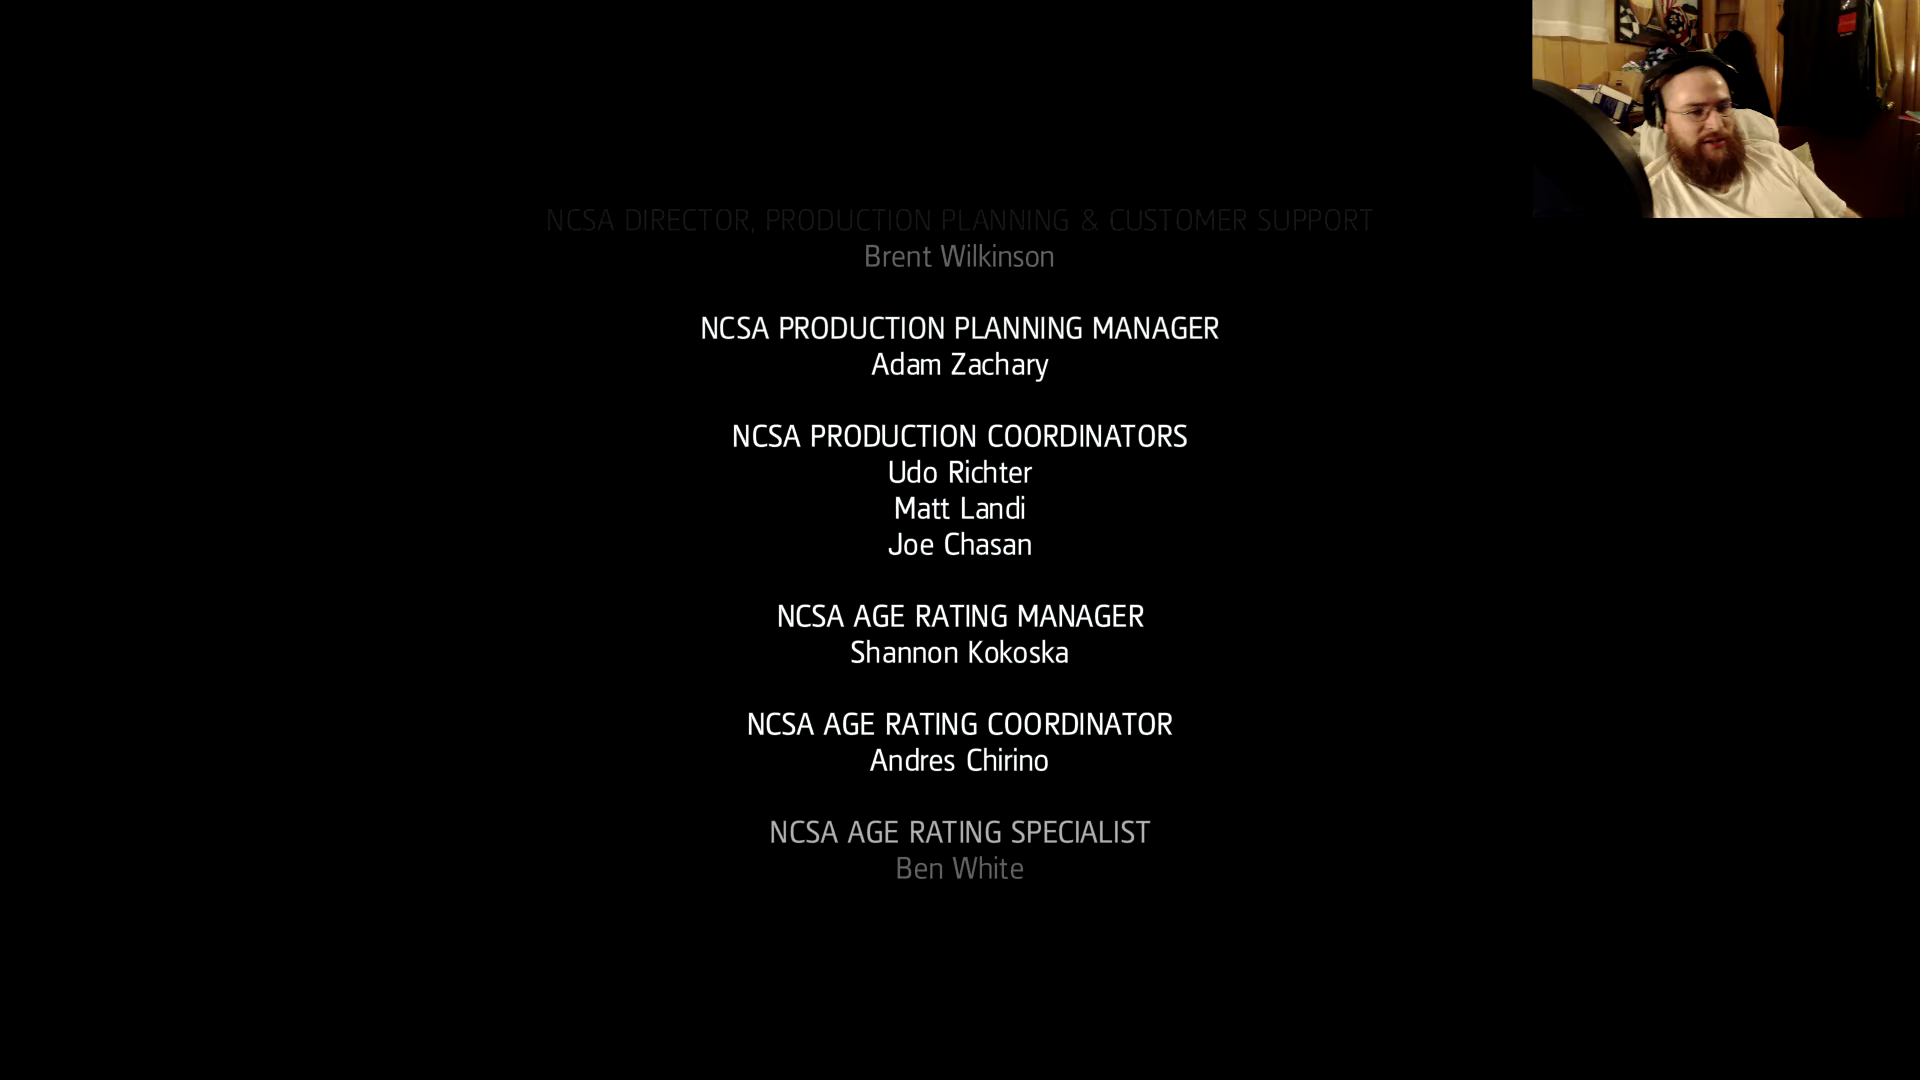 NCSA DIRECTOR, PRODUCTION PLANNING & CUSTOMER SUPPORT
Brent Wilkinson
NCSA PRODUCTION PLANNING MANAGER
Adam Zachary
NCSA PRODUCTION COORDINATORS
Udo Richter
Matt Landi
Joe Chasan
NCSA AGE RATING MANAGER
Shannon Kokoska
NCSA AGE RATING COORDINATOR
Andres Chirino
NCSA AGE RATING SPECIALIST
Ben White